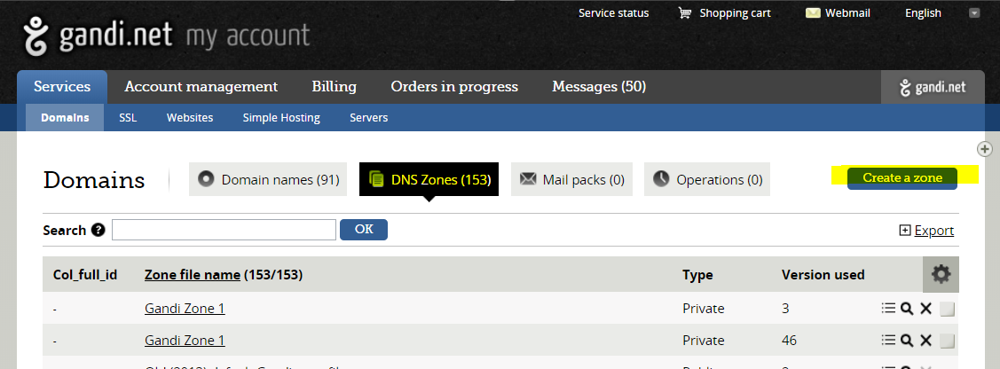 Service status Shopping cart Webmail English
gandi.net my account
Services Account management Billing Orders in progress Messages (50) gandi.net
Domains SSL Websites Simple Hosting Servers
Domains Domain names (91) DNS Zones (153) Mail packs (0) Operations (0) Create a zone
Search ? OK Export
Col_full_id Zone file name (153/153) Type Version used
- Gandi Zone 1 Private 3
- Gandi Zone 1 Private 46